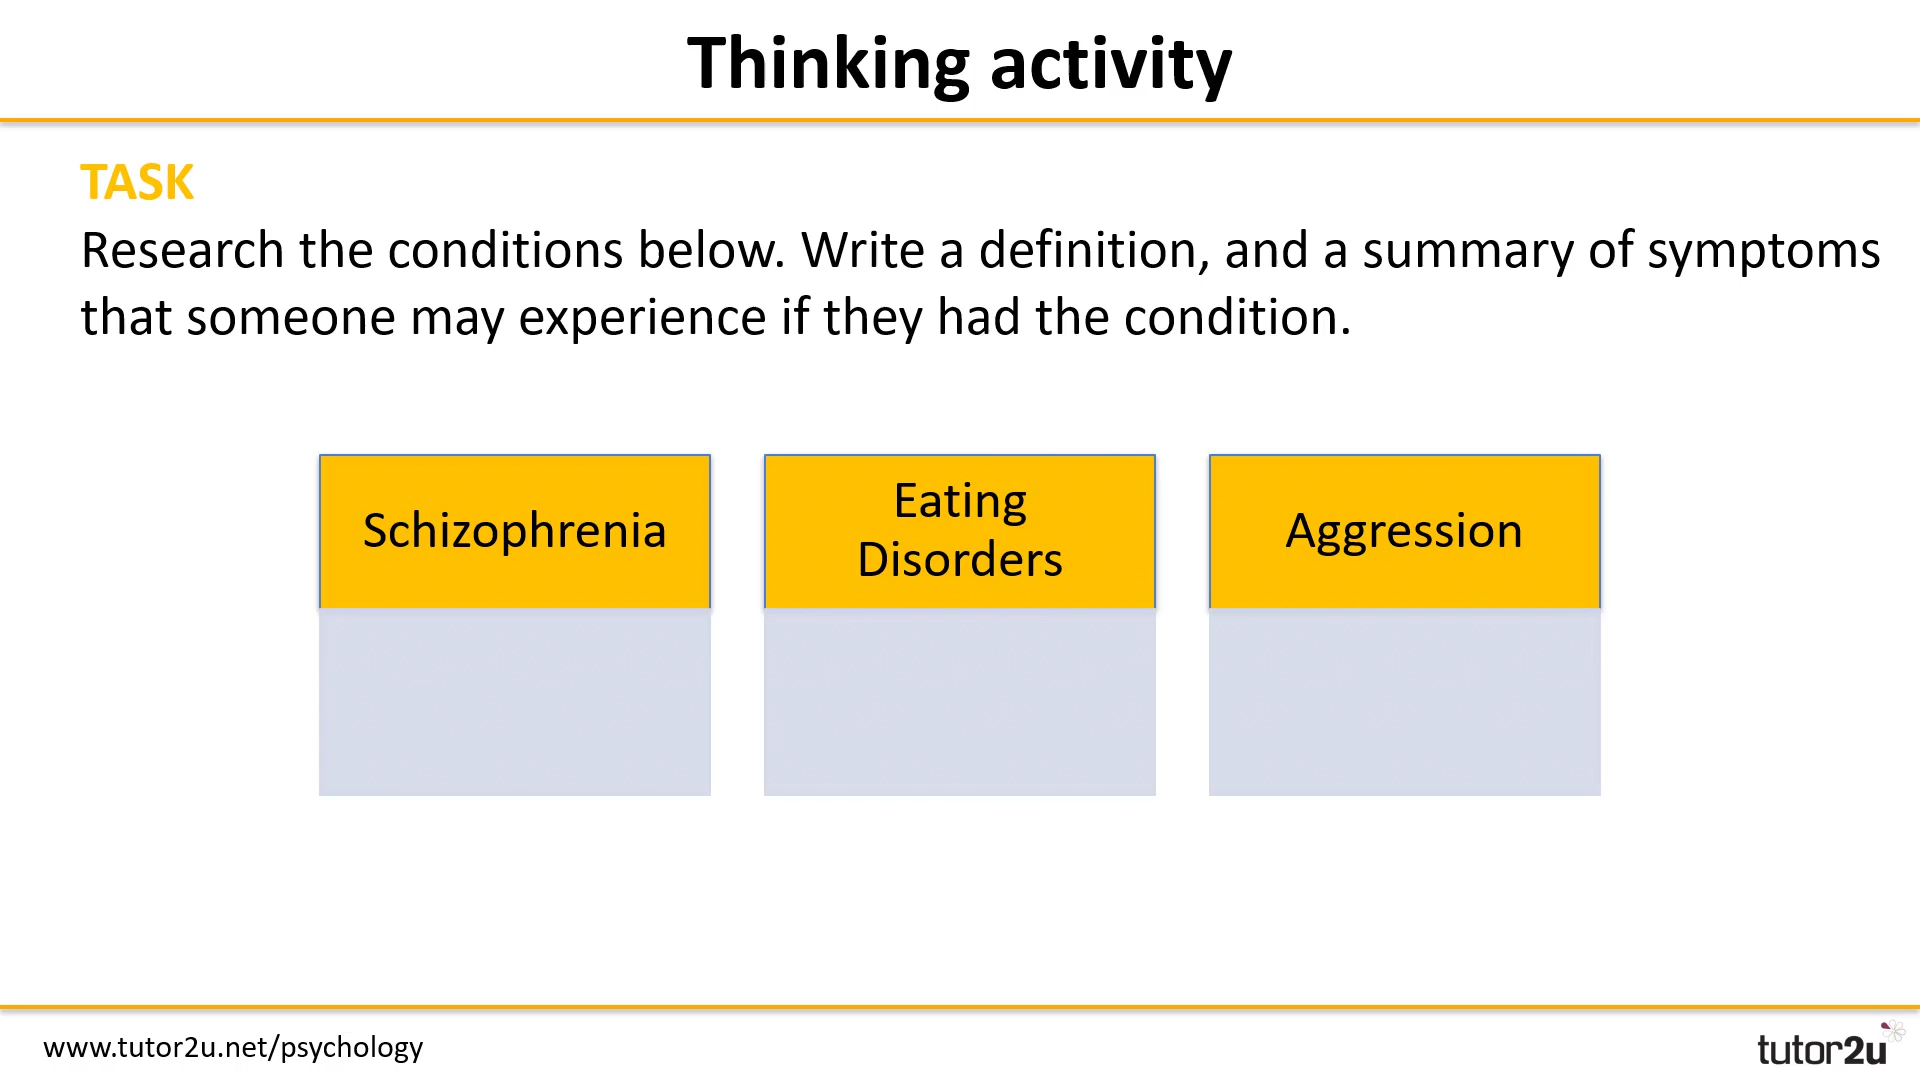 Thinking activity
TASK
Research the conditions below. Write a definition, and a summary of symptoms
that someone may experience if they had the condition.
Schizophrenia
Eating
Disorders
Aggression
www.tutor2u.net/psychology
tutor2u